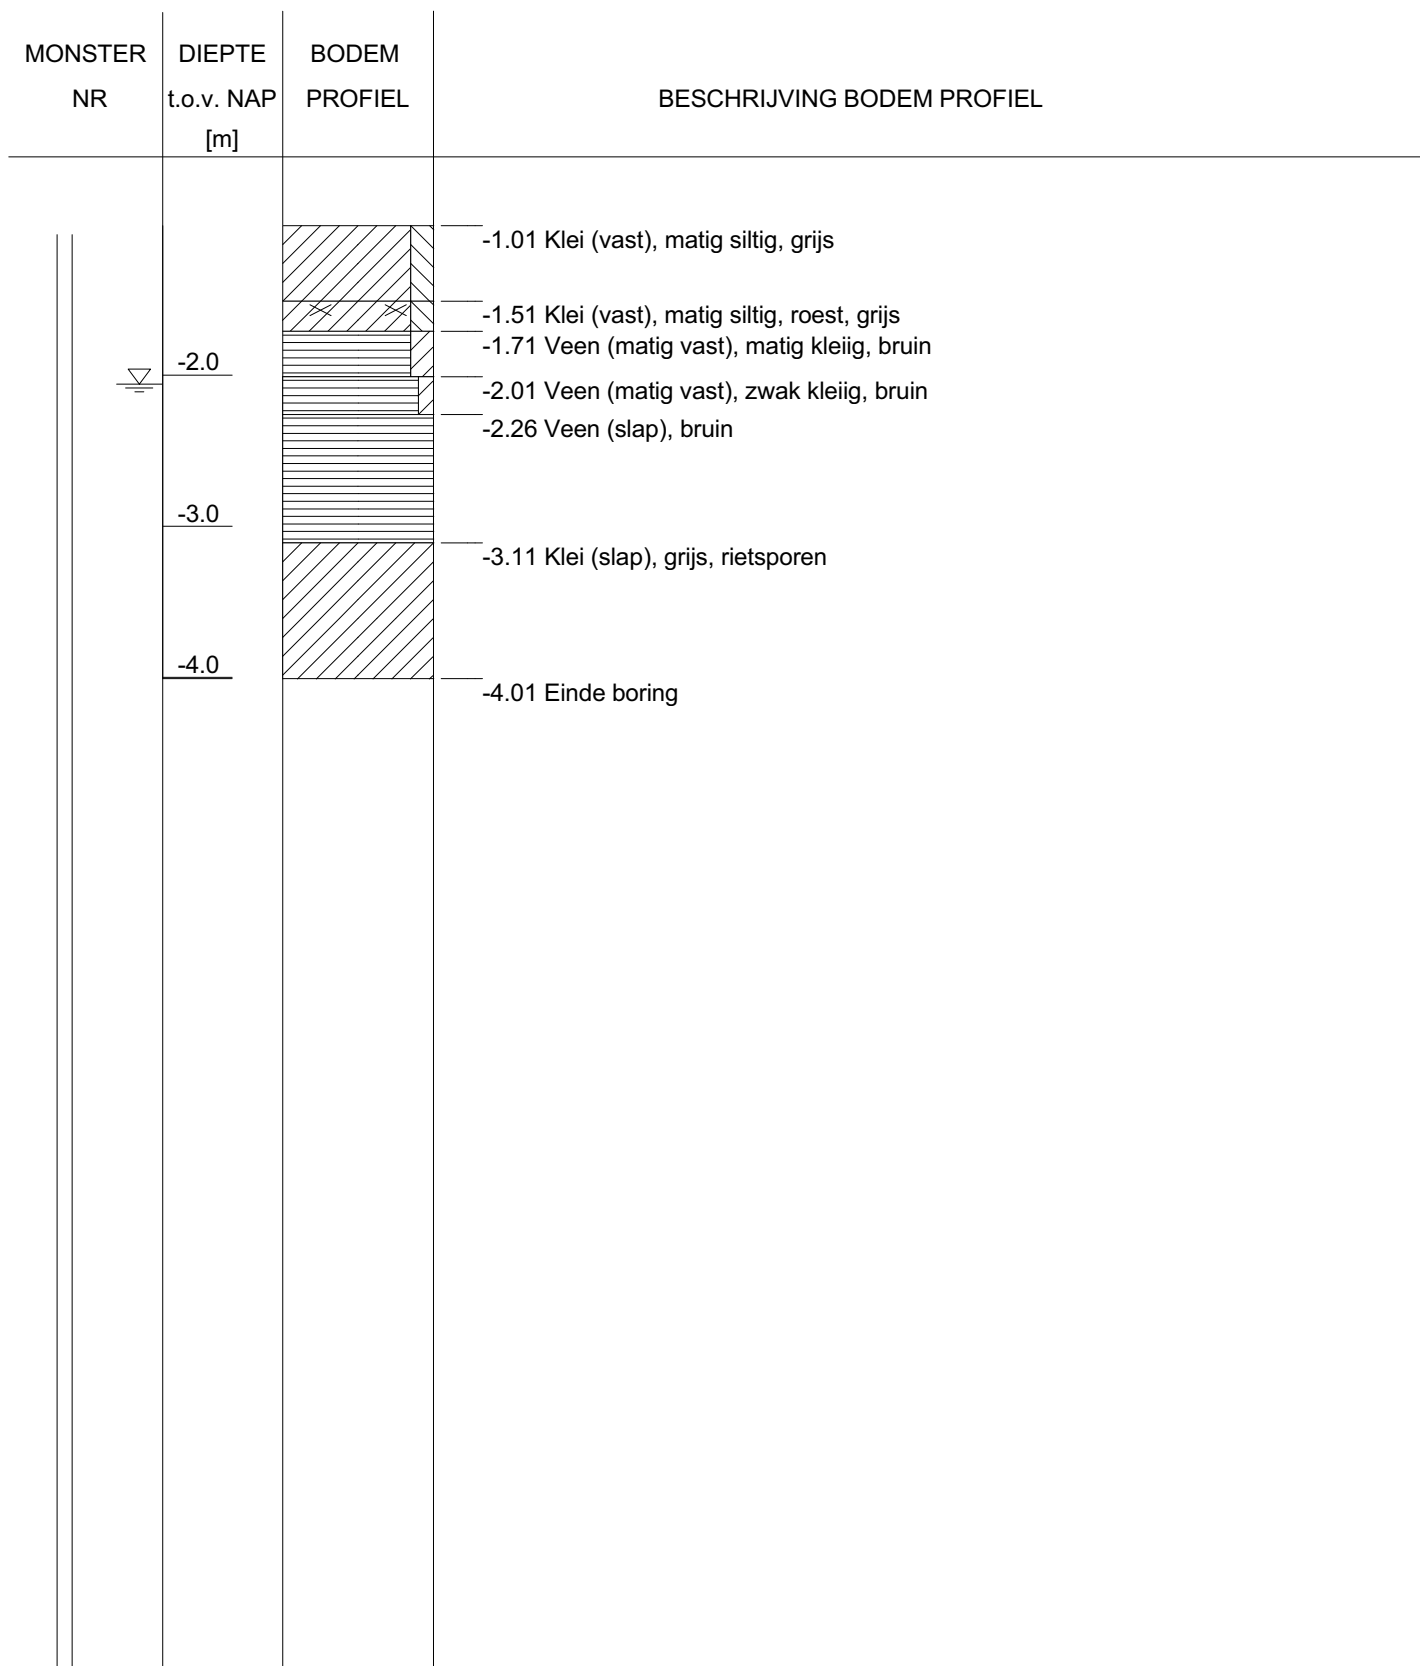 MONSTER DIEPTE BODEM
NR t.o.v. NAP PROFIEL BESCHRIJVING BODEM PROFIEL
[m]
-1.01 Klei (vast), matig siltig, grijs
-1.51 Klei (vast), matig siltig, roest, grijs
-1.71 Veen (matig vast), matig kleiig, bruin
-2.0
-2.01 Veen (matig vast), zwak kleiig, bruin
-2.26 Veen (slap), bruin
-3.0
-3.11 Klei (slap), grijs, rietsporen
-4.0
-4.01 Einde boring